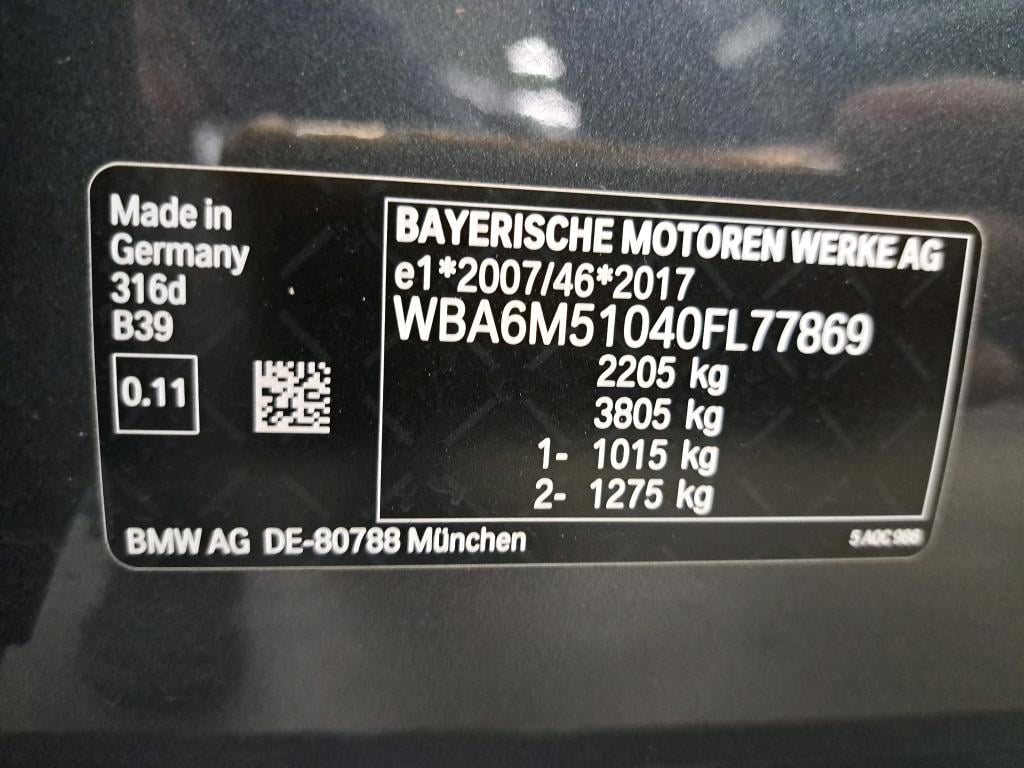 Made in
Germany
316d
B39
0.11
BAYERISCHE MOTOREN WERKE AG
e1*2007/46*2017
WBA6M51040FL77869
2205 kg
3805 kg
1- 1015 kg
2- 1275 kg
BMW AG DE-80788 München
5A0C986